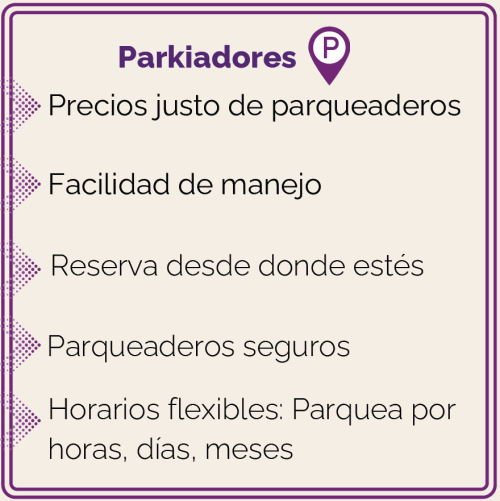 Parkiadores P
Precios justo de parqueaderos
Facilidad de manejo
Reserva desde donde estés
Parqueaderos seguros
Horarios flexibles: Parquea por
horas, días, meses